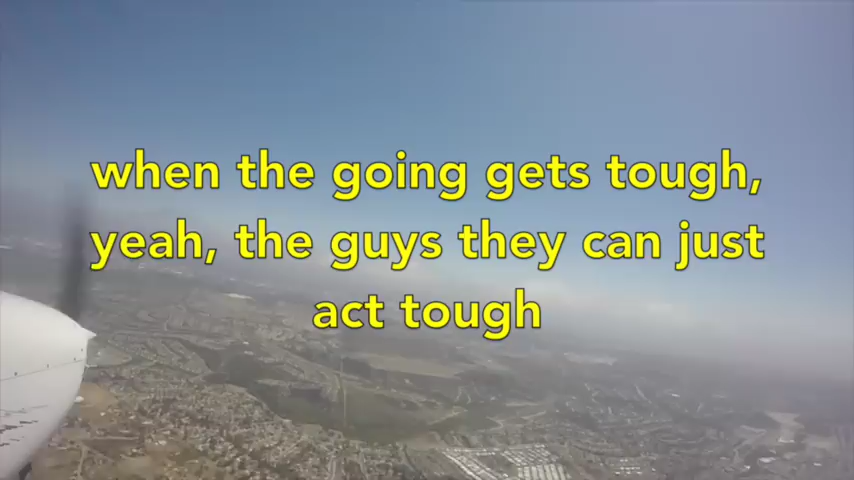 when the going gets tough,
yeah, the guys they can just
act tough